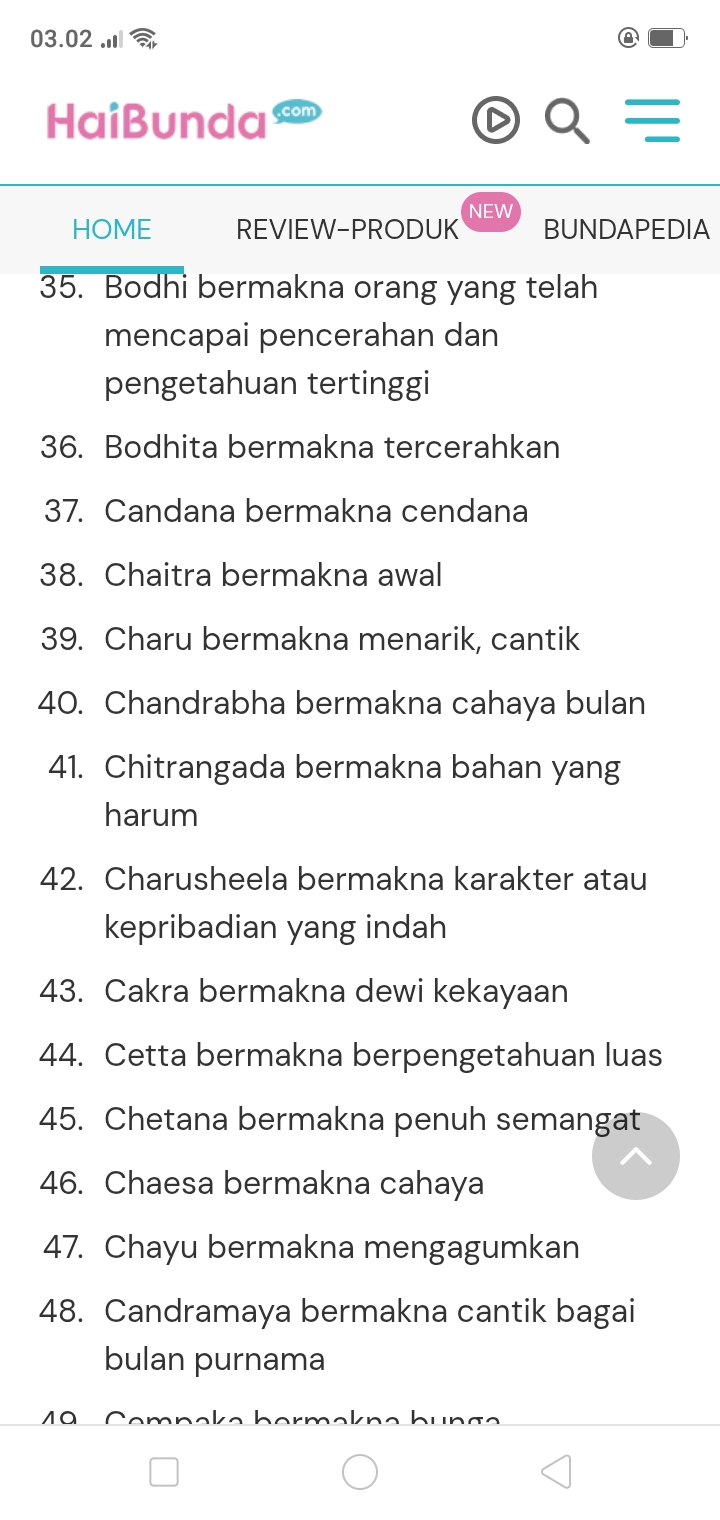 03.02
HaiBunda.com
NEW
HOME REVIEW-PRODUK BUNDAPEDIA
35. Bodhi bermakna orang yang telah
mencapai pencerahan dan
pengetahuan tertinggi
36. Bodhita bermakna tercerahkan
37. Candana bermakna cendana
38. Chaitra bermakna awal
39. Charu bermakna menarik, cantik
40. Chandrabha bermakna cahaya bulan
41. Chitrangada bermakna bahan yang
harum
42. Charusheela bermakna karakter atau
kepribadian yang indah
43. Cakra bermakna dewi kekayaan
44. Cetta bermakna berpengetahuan luas
45. Chetana bermakna penuh semangat
46. Chaesa bermakna cahaya
47. Chayu bermakna mengagumkan
48. Candramaya bermakna cantik bagai
bulan purnama
49. Cempaka bermakna bunga